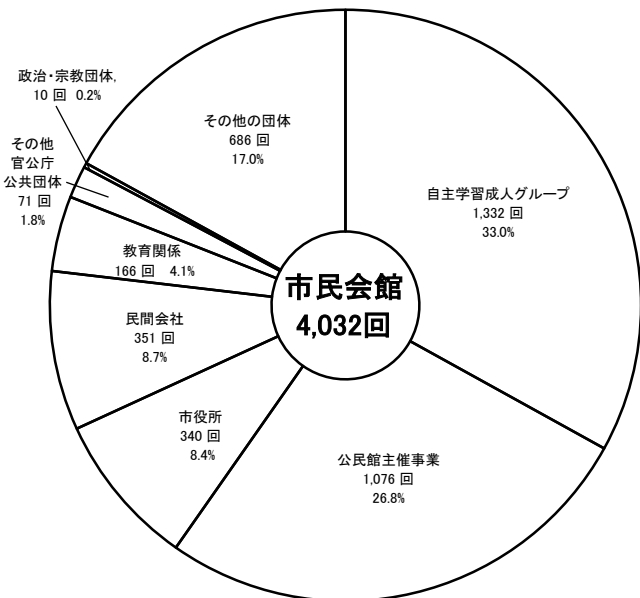 政治・宗教団体,
10 回 0.2%
その他の団体
686 回
17.0%
その他
官公庁
公共団体
71 回
1.8%
自主学習成人グループ
1,332 回
33.0%
教育関係
166 回 4.1%
市民会館
4,032回
民間会社
351 回
8.7%
市役所
340 回
8.4%
公民館主催事業
1,076 回
26.8%